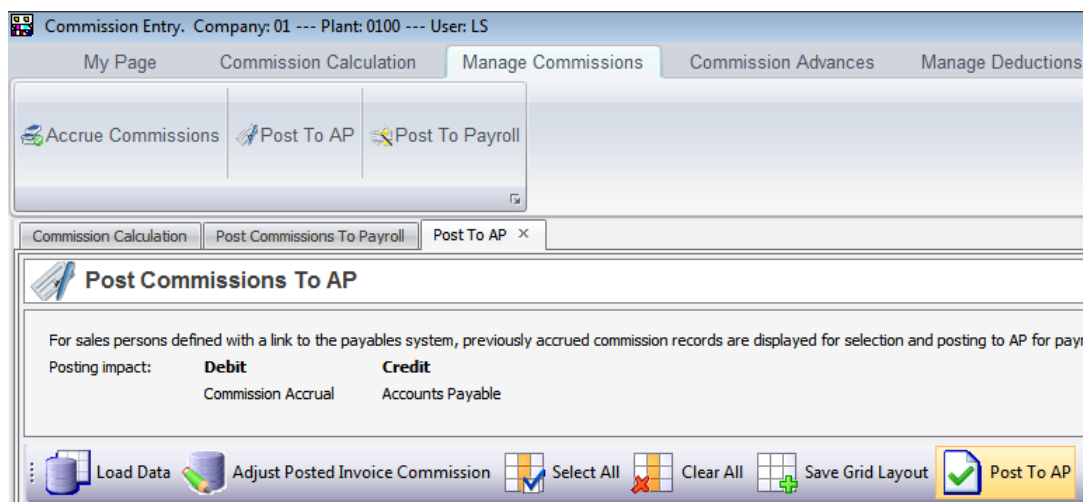 Commission Entry. Company: 01 --- Plant: 0100 --- User: LS
My Page Commission Calculation Manage Commissions Commission Advances Manage Deductions
Accrue Commissions Post To AP Post To Payroll
Commission Calculation Post Commissions To Payroll Post To AP
Post Commissions To AP
For sales persons defined with a link to the payables system, previously accrued commission records are displayed for selection and posting to AP for payr
Posting impact: Debit Credit
Commission Accrual Accounts Payable
Load Data Adjust Posted Invoice Commission Select All Clear All Save Grid Layout Post To AP